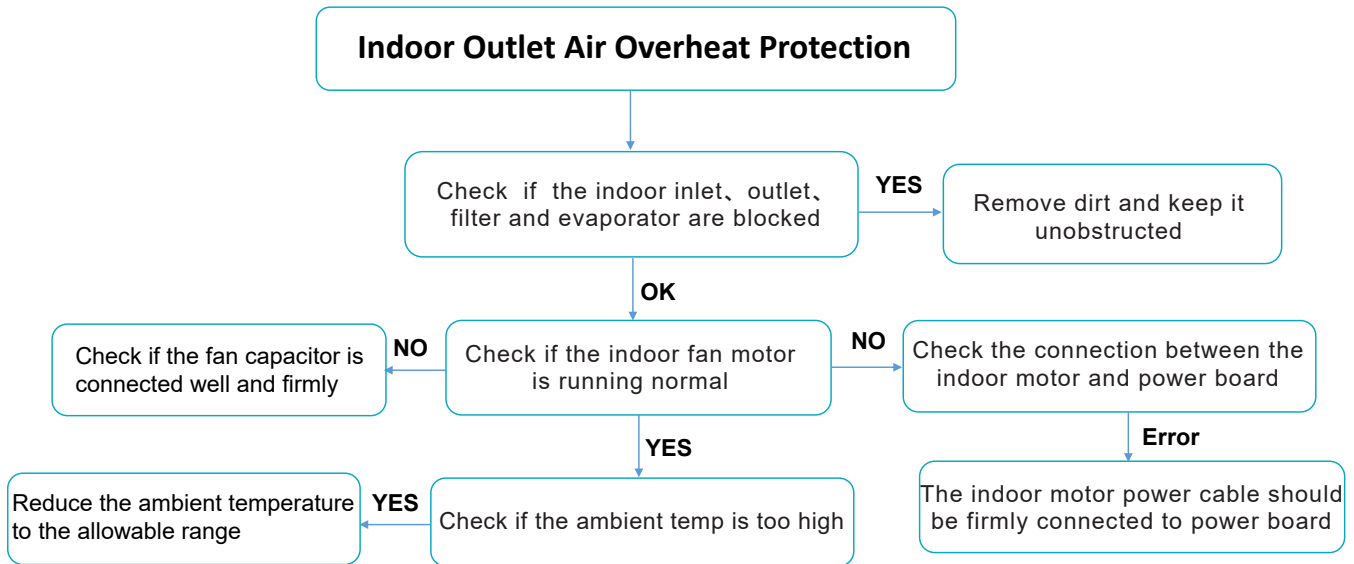 Indoor Outlet Air Overheat Protection
Check if the indoor inlet、outlet、
filter and evaporator are blocked
YES
Remove dirt and keep it
unobstructed
OK
Check if the fan capacitor is
connected well and firmly
NO
Check if the indoor fan motor
is running normal
NO
Check the connection between the
indoor motor and power board
YES
Error
Reduce the ambient temperature
to the allowable range
YES
Check if the ambient temp is too high
The indoor motor power cable should
be firmly connected to power board